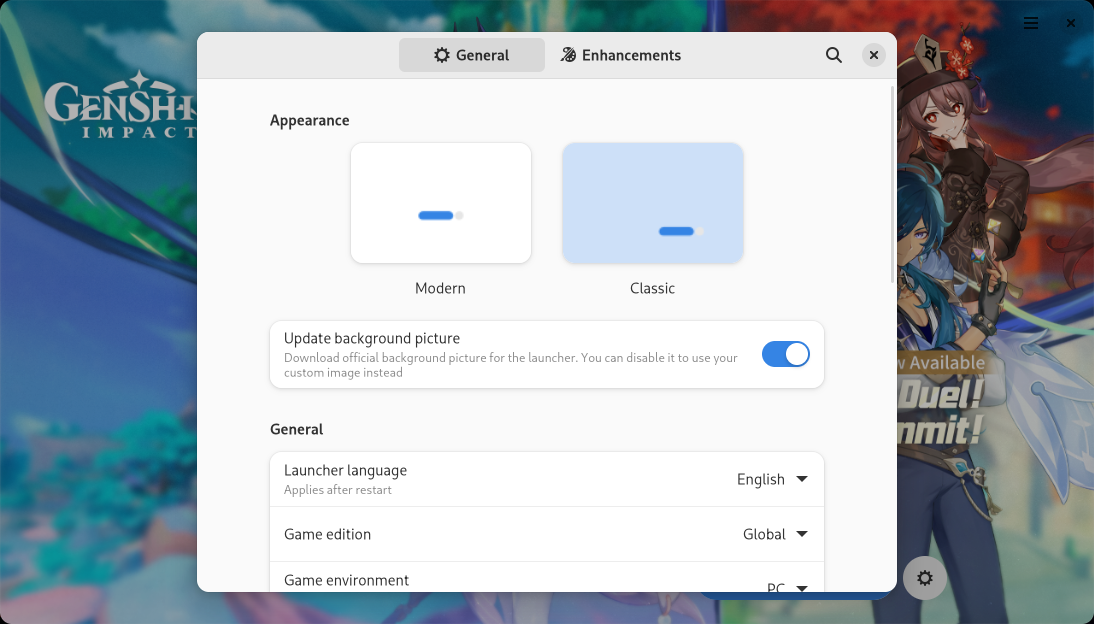 General
Enhancements
GENSHI
IMPACT
Appearance
Modern
Classic
Update background picture
Download official background picture for the launcher. You can disable it to use your
custom image instead
w Available
Duel!
mmit!
General
Launcher language
Applies after restart
English
Game edition
Global
Game environment
PC